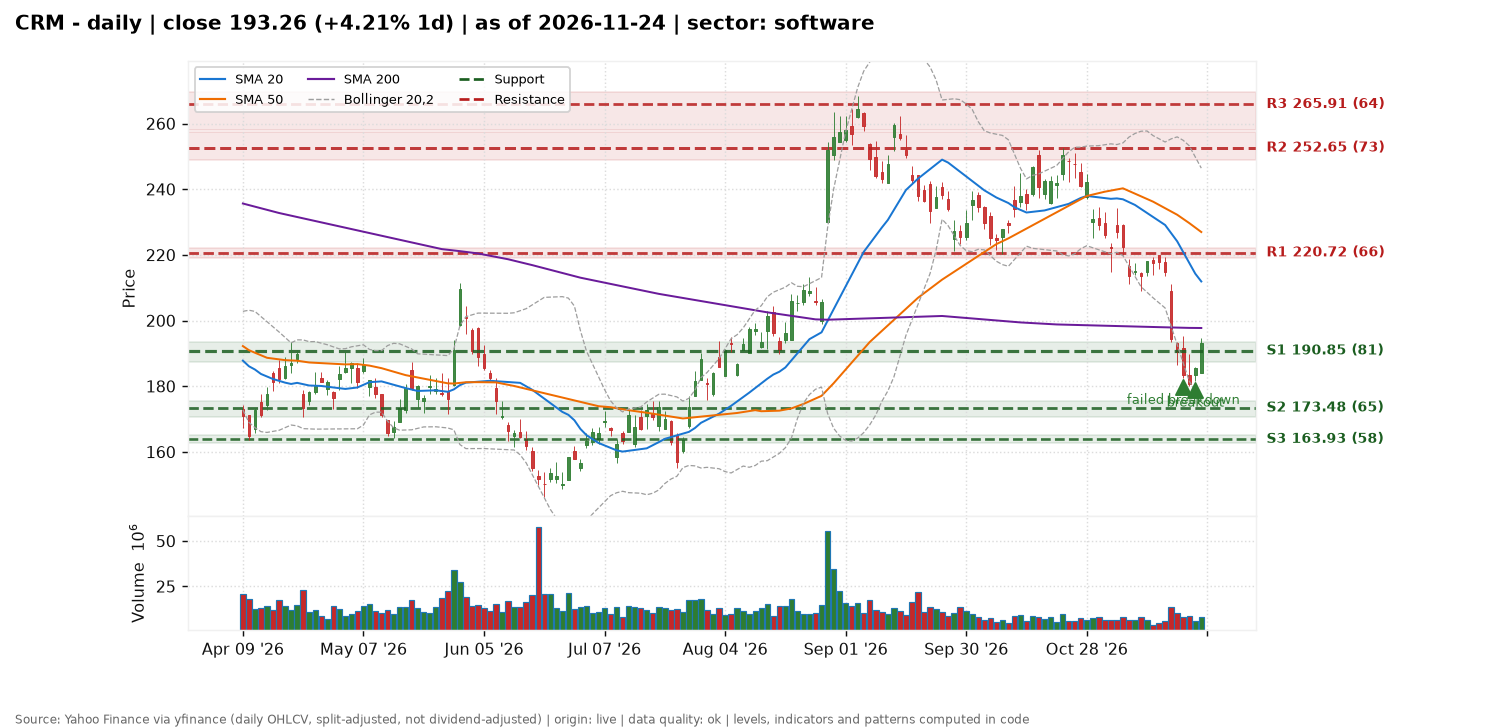 CRM - daily | close 193.26 (+4.21% 1d) | as of 2026-11-24 | sector: software
SMA 20 SMA 200 Support
SMA 50 Bollinger 20,2 Resistance
R3 265.91 (64)
R2 252.65 (73)
R1 220.72 (66)
S1 190.85 (81)
S2 173.48 (65)
S3 163.93 (58)
failed breakdown
breakout
Price
260
240
220
200
180
160
Volume 10⁶
50
25
Apr 09 '26 May 07 '26 Jun 05 '26 Jul 07 '26 Aug 04 '26 Sep 01 '26 Sep 30 '26 Oct 28 '26
Source: Yahoo Finance via yfinance (daily OHLCV, split-adjusted, not dividend-adjusted) | origin: live | data quality: ok | levels, indicators and patterns computed in code